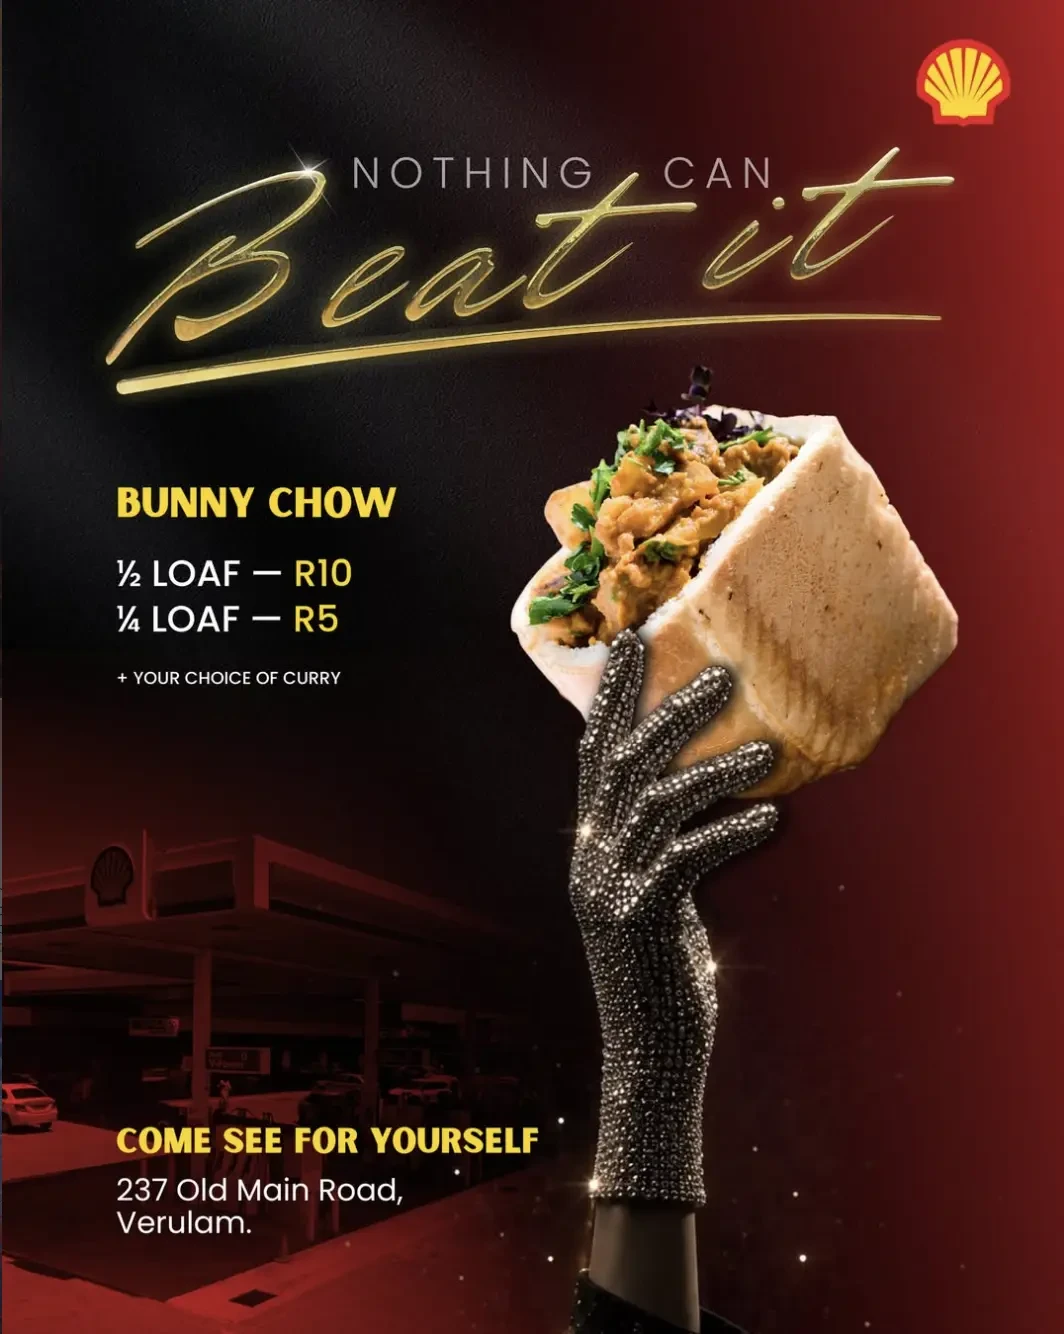 NOTHING CAN
Beat it
BUNNY CHOW
½ LOAF — R10
¼ LOAF — R5
+ YOUR CHOICE OF CURRY
COME SEE FOR YOURSELF
237 Old Main Road,
Verulam.